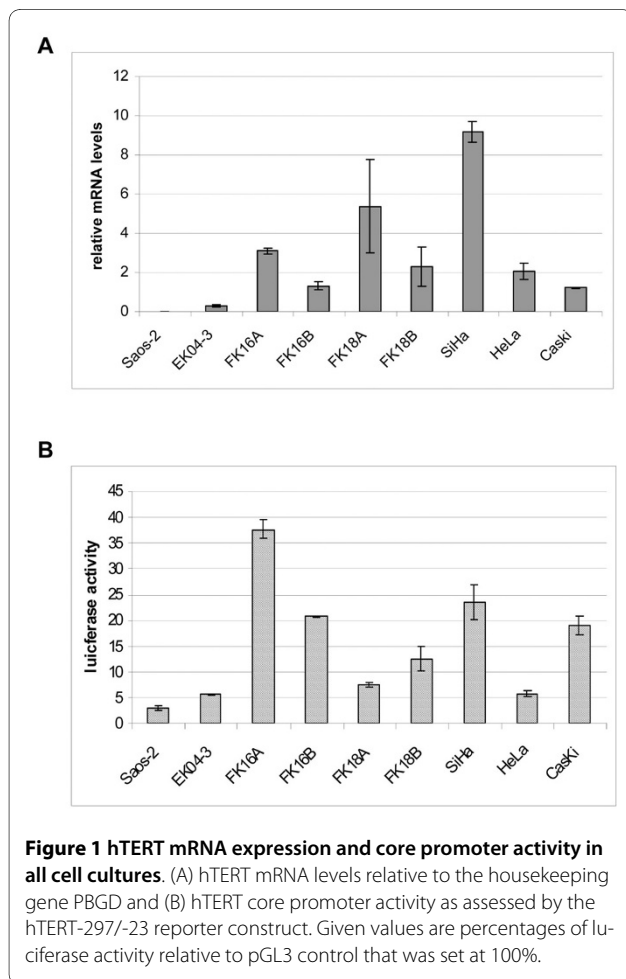 A
relative mRNA levels
12
10
8
6
4
2
0
Saos-2
EK04-3
FK16A
FK16B
FK18A
FK18B
SiHa
HeLa
Caski
B
luicferase activity
45
40
35
30
25
20
15
10
5
0
Saos-2
EK04-3
FK16A
FK16B
FK18A
FK18B
SiHa
HeLa
CasKi
Figure 1 hTERT mRNA expression and core promoter activity in
all cell cultures. (A) hTERT mRNA levels relative to the housekeeping
gene PBGD and (B) hTERT core promoter activity as assessed by the
hTERT-297/-23 reporter construct. Given values are percentages of lu-
ciferase activity relative to pGL3 control that was set at 100%.